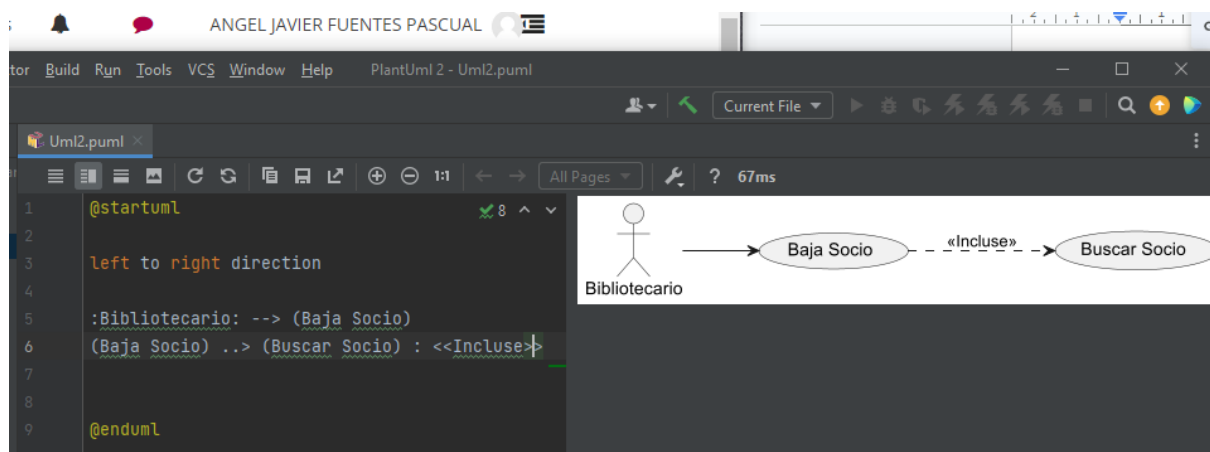 ANGEL JAVIER FUENTES PASCUAL
tor Build Run Tools VCS Window Help PlantUml 2 - Uml2.puml
Current File
Uml2.puml
1:1 All Pages ? 67ms
1 @startuml 8
2
3 left to right direction
4
5 :Bibliotecario: --> (Baja Socio)
6 (Baja Socio) ..> (Buscar Socio) : <<Incluse>>
7
8
9 @enduml
Baja Socio «Incluse» Buscar Socio
Bibliotecario